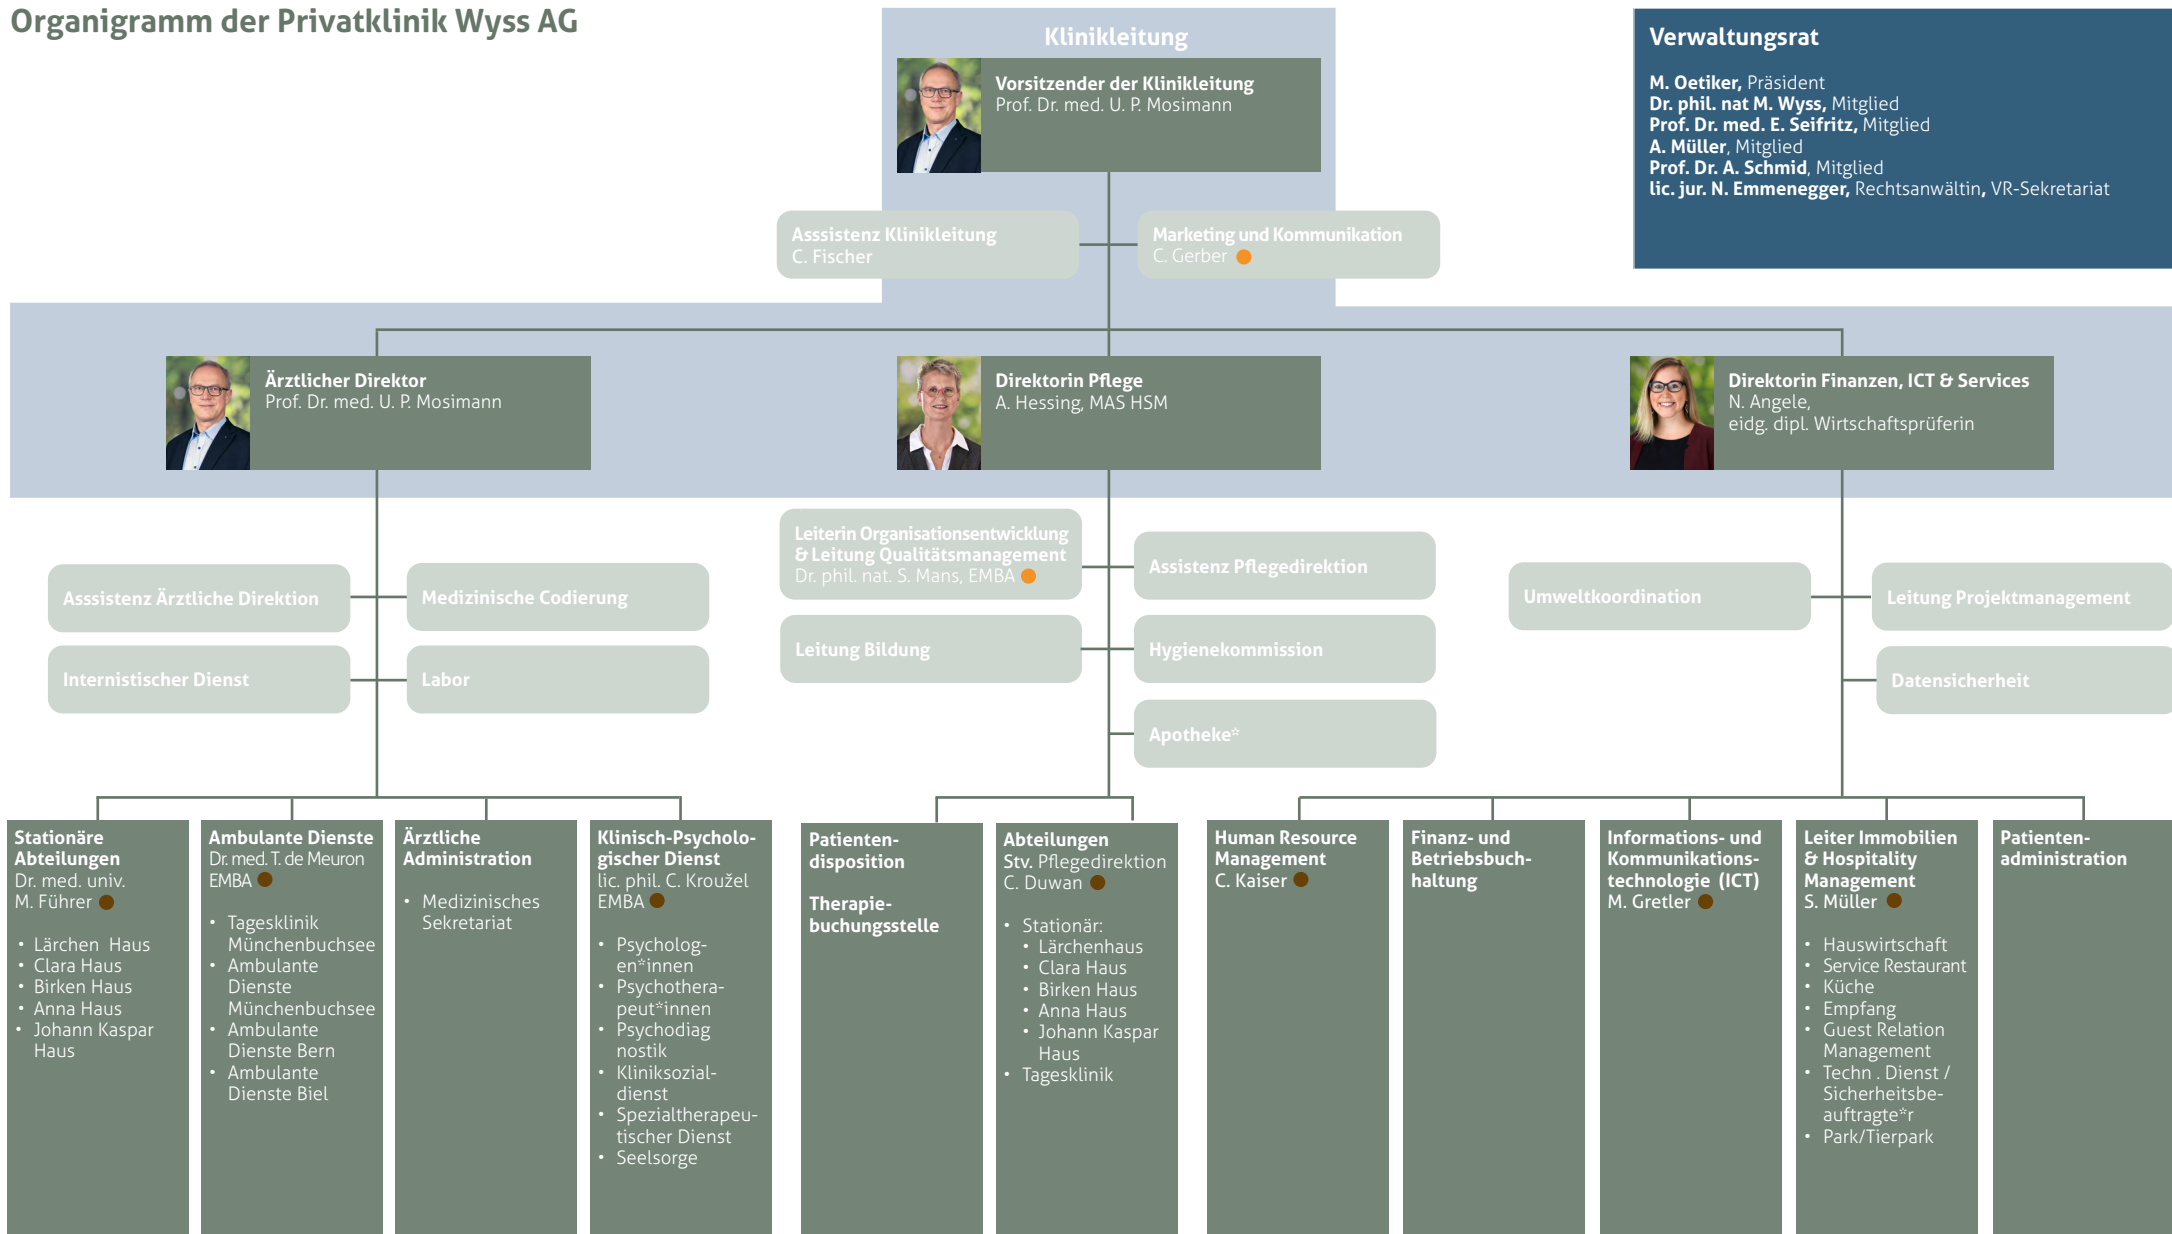 Organigramm der Privatklinik Wyss AG
Klinikleitung
Vorsitzender der Klinikleitung
Prof. Dr. med. U. P. Mosimann
Verwaltungsrat
M. Oetiker, Präsident
Dr. phil. nat M. Wyss, Mitglied
Prof. Dr. med. E. Seifritz, Mitglied
A. Müller, Mitglied
Prof. Dr. A. Schmid, Mitglied
lic. jur. N. Emmenegger, Rechtsanwältin, VR-Sekretariat
Asssistenz Klinikleitung
C. Fischer
Marketing und Kommunikation
C. Gerber
Ärztlicher Direktor
Prof. Dr. med. U. P. Mosimann
Direktorin Pflege
A. Hessing, MAS HSM
Direktorin Finanzen, ICT & Services
N. Angele,
eidg. dipl. Wirtschaftsprüferin
Asssistenz Ärztliche Direktion
Medizinische Codierung
Internistischer Dienst
Labor
Leiterin Organisationsentwicklung
& Leitung Qualitätsmanagement
Dr. phil. nat. S. Mans, EMBA
Assistenz Pflegedirektion
Leitung Bildung
Hygienekommission
Apotheke*
Umweltkoordination
Leitung Projektmanagement
Datensicherheit
Stationäre
Abteilungen
Dr. med. univ.
M. Führer
• Lärchen Haus
• Clara Haus
• Birken Haus
• Anna Haus
• Johann Kaspar
Haus
Ambulante Dienste
Dr. med. T. de Meuron
EMBA
• Tagesklinik
Münchenbuchsee
• Ambulante
Dienste
Münchenbuchsee
• Ambulante
Dienste Bern
• Ambulante
Dienste Biel
Ärztliche
Administration
• Medizinisches
Sekretariat
Klinisch-Psycholo-
gischer Dienst
lic. phil. C. Kroužel
EMBA
• Psycholog-
en*innen
• Psychothera-
peut*innen
• Psychodiag
nostik
• Kliniksozial-
dienst
• Spezialtherapeu-
tischer Dienst
• Seelsorge
Patienten-
disposition
Therapie-
buchungsstelle
Abteilungen
Stv. Pflegedirektion
C. Duwan
• Stationär:
• Lärchenhaus
• Clara Haus
• Birken Haus
• Anna Haus
• Johann Kaspar
Haus
• Tagesklinik
Human Resource
Management
C. Kaiser
Finanz- und
Betriebsbuch-
haltung
Informations- und
Kommunikations-
technologie (ICT)
M. Gretler
Leiter Immobilien
& Hospitality
Management
S. Müller
• Hauswirtschaft
• Service Restaurant
• Küche
• Empfang
• Guest Relation
Management
• Techn . Dienst /
Sicherheitsbe-
auftragte*r
• Park/Tierpark
Patienten-
administration